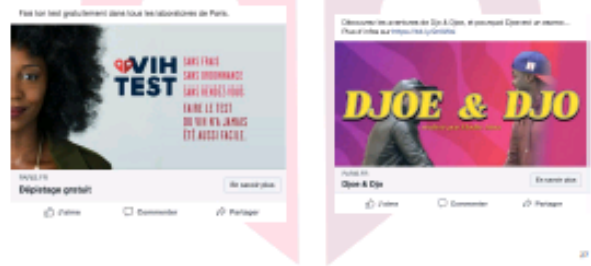 Fais ton test gratuitement dans tous les laboratoires de Paris.
VIH
TEST
SANS FRAIS
SANS ORDONNANCE
SANS RENDEZ-VOUS
FAIRE LE TEST
DU VIH N'A JAMAIS
ÉTÉ AUSSI FACILE.
PARIS.FR
Dépistage gratuit
En savoir plus
J'aime
Commenter
Partager
Découvrez les aventures de Djo & Djoe, et pourquoi Djoe est un
Plus d'infos sur
DJOE & DJO
PARIS.FR
Djoe & Djo
En savoir plus
J'aime
Commenter
Partager
27